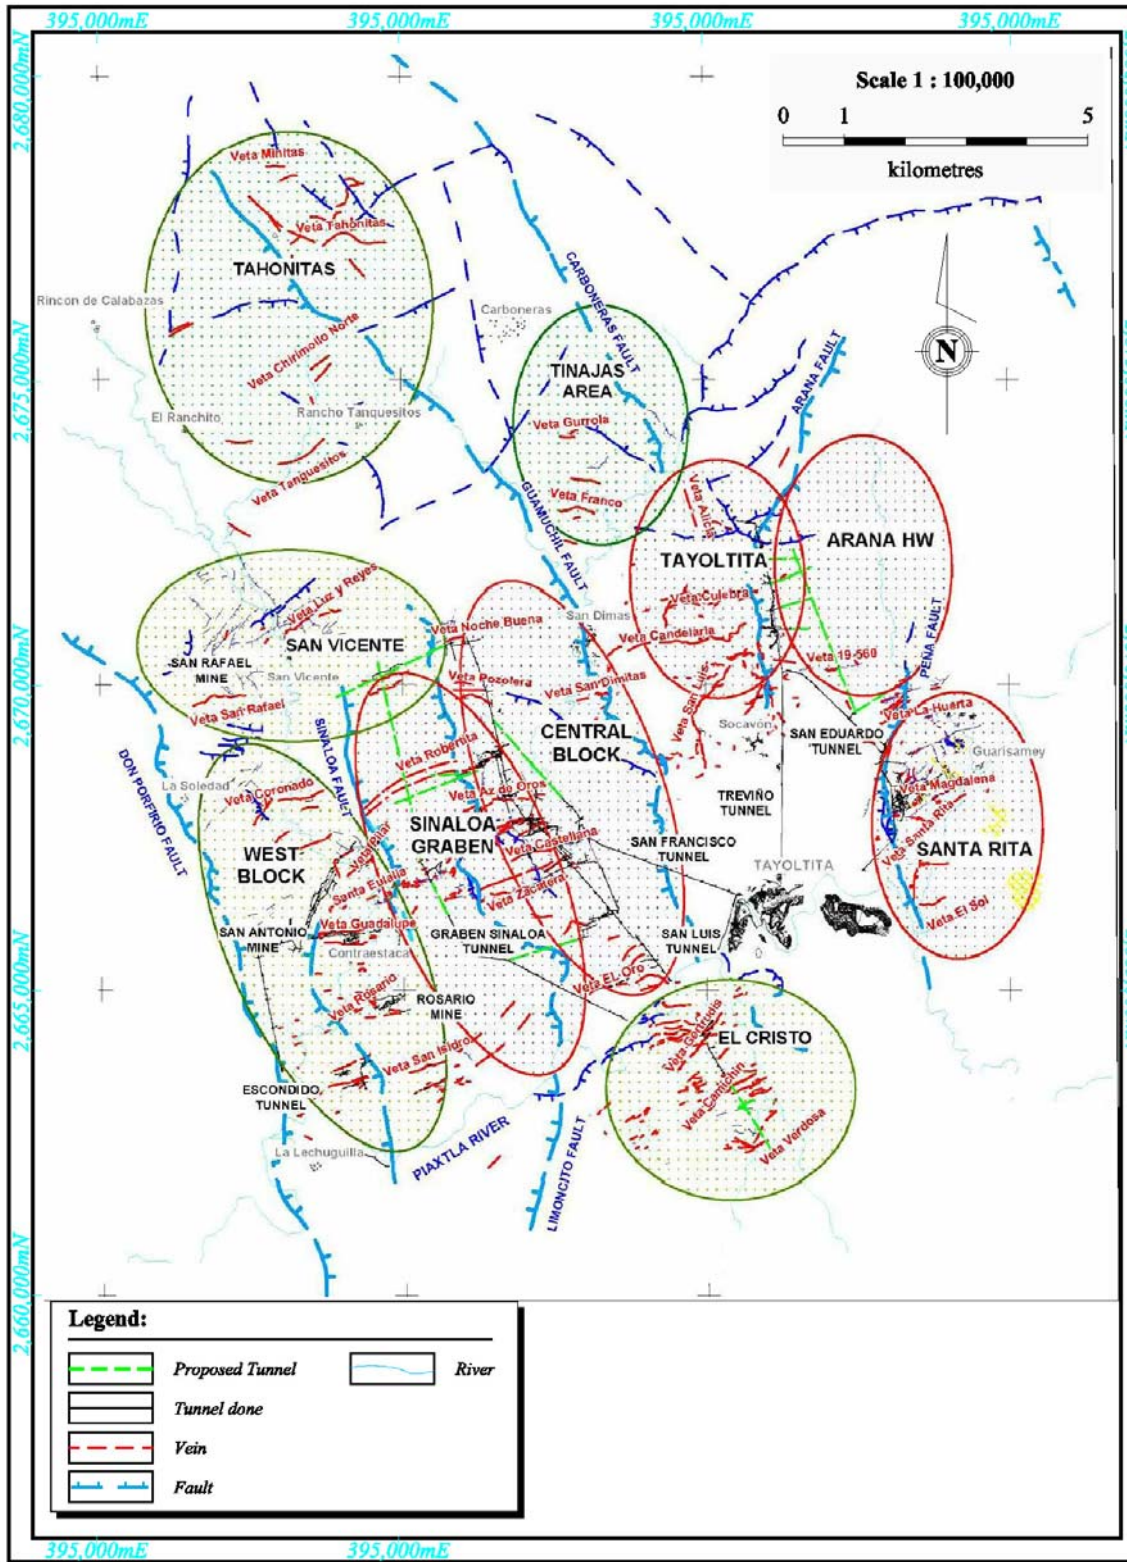 395,000mE 395,000mE 395,000mE 395,000mE
2,680,000mN
Scale 1 : 100,000
0 1 5
kilometres
Veta Minitas
Veta Tahonitas
TAHONITAS
CARBONERAS FAULT
Rincon de Calabazas
Carboneras
N
Veta Chirimollo Norte
TINAJAS
AREA
ARANA FAULT
2,675,000mN
El Ranchito
Rancho Tanquesitos
Veta Gurrola
Veta Tanquesitos
GUAMUCHIL FAULT
Veta Franco
Veta Alicia
TAYOLTITA
ARANA HW
Veta Luz y Reyes
Veta Culebra
San Dimas
Veta Noche Buena
Veta Candelaria
SAN VICENTE
SAN RAFAEL
MINE
San Vicente
Veta 19-560
PEÑA FAULT
2,670,000mN
Veta Pozolera
Veta San Dimitas
Veta San Luis
Veta San Rafael
SINALOA FAULT
CENTRAL
BLOCK
Socavón
SAN EDUARDO
TUNNEL
Veta La Huerta
Guarisamey
DON PORFIRIO FAULT
La Soledad
Veta Robertita
Veta Coronado
Veta Az de Oros
TREVIÑO
TUNNEL
Veta Magdalena
SINALOA
GRABEN
Veta Santa Rita
WEST
BLOCK
Veta Pilar
Veta Castellana
SAN FRANCISCO
TUNNEL
TAYOLTITA
SANTA RITA
Santa Eulalia
Veta Zacatera
Veta El Sol
SAN ANTONIO
MINE
Veta Guadalupe
GRABEN SINALOA
TUNNEL
SAN LUIS
TUNNEL
Contraestaca
Veta EL Oro
2,665,000mN
Veta Rosario
ROSARIO
MINE
Veta Gertrudis
EL CRISTO
Veta San Isidro
ESCONDIDO
TUNNEL
Veta Camichin
Veta Verdosa
La Lechuguilla
PIAXTLA RIVER
LIMONCITO FAULT
2,660,000mN
Legend:
Proposed Tunnel River
Tunnel done
Vein
Fault
395,000mE 395,000mE